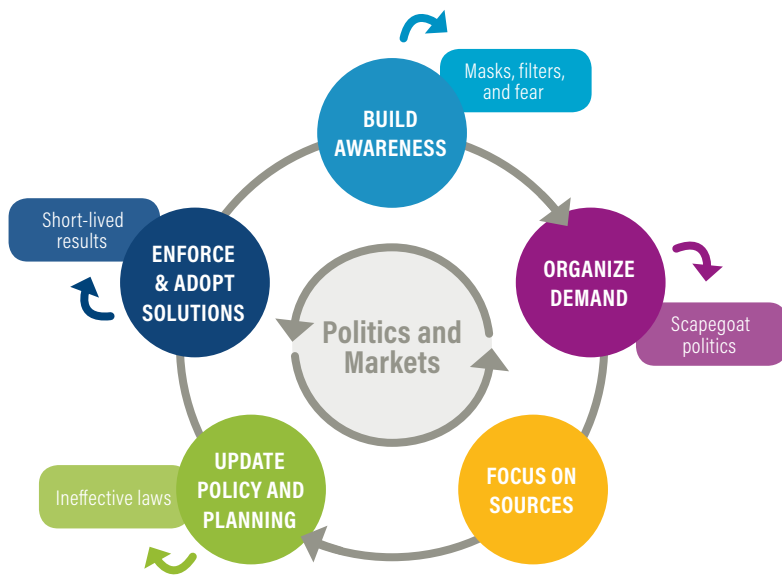 Masks, filters,
and fear
BUILD
AWARENESS
Short-lived
results
ENFORCE
& ADOPT
SOLUTIONS
ORGANIZE
DEMAND
Scapegoat
politics
Politics and
Markets
UPDATE
POLICY AND
PLANNING
Ineffective laws
FOCUS ON
SOURCES